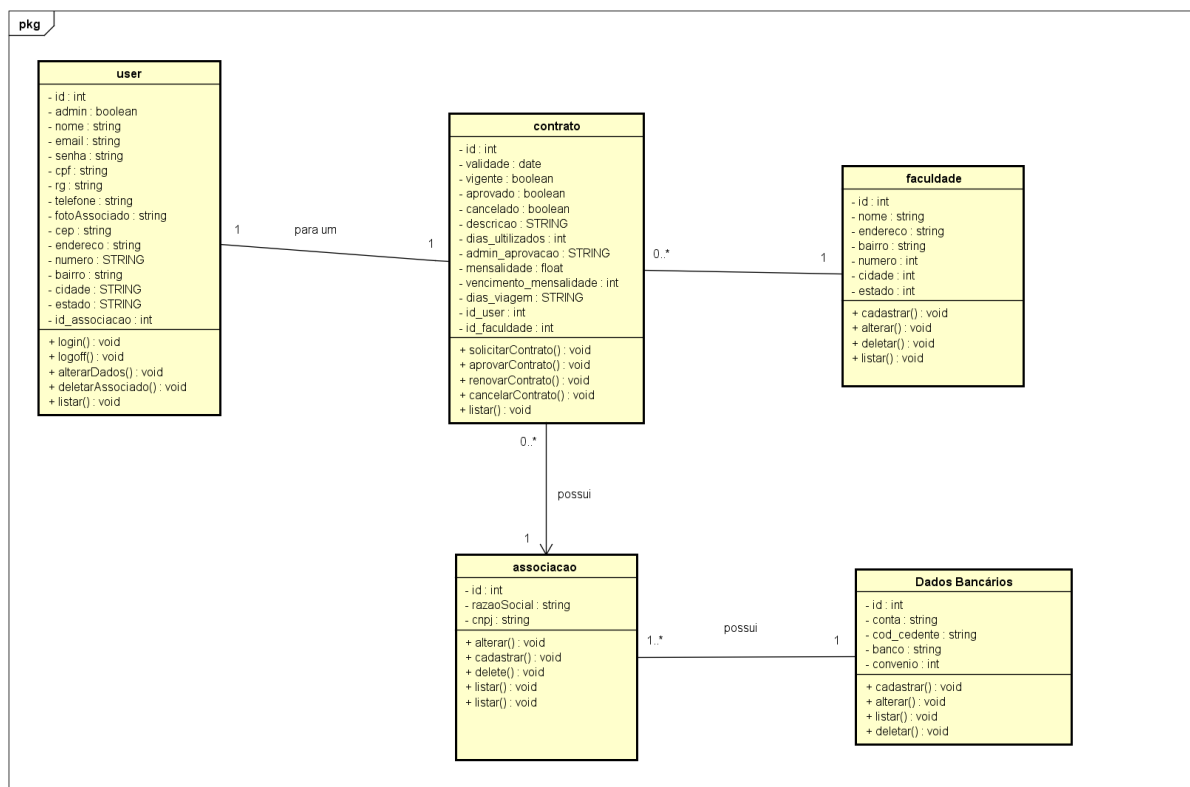 pkg
user
- id : int
- admin : boolean
- nome : string
- email : string
- senha : string
- cpf : string
- rg : string
- telefone : string
- fotoAssociado : string
- cep : string
- endereco : string
- numero : STRING
- bairro : string
- cidade : STRING
- estado : STRING
- id_associacao : int
+ login() : void
+ logoff() : void
+ alterarDados() : void
+ deletarAssociado() : void
+ listar() : void
1
para um
1
contrato
- id : int
- validade : date
- vigente : boolean
- aprovado : boolean
- cancelado : boolean
- descricao : STRING
- dias_ultilizados : int
- admin_aprovacao : STRING
- mensalidade : float
- vencimento_mensalidade : int
- dias_viagem : STRING
- id_user : int
- id_faculdade : int
+ solicitarContrato() : void
+ aprovarContrato() : void
+ renovarContrato() : void
+ cancelarContrato() : void
+ listar() : void
0..*
1
faculdade
- id : int
- nome : string
- endereco : string
- bairro : string
- numero : int
- cidade : int
- estado : int
+ cadastrar() : void
+ alterar() : void
+ deletar() : void
+ listar() : void
0..*
possui
1
associacao
- id : int
- razaoSocial : string
- cnpj : string
+ alterar() : void
+ cadastrar() : void
+ delete() : void
+ listar() : void
+ listar() : void
1..*
possui
1
Dados Bancários
- id : int
- conta : string
- cod_cedente : string
- banco : string
- convenio : int
+ cadastrar() : void
+ alterar() : void
+ listar() : void
+ deletar() : void